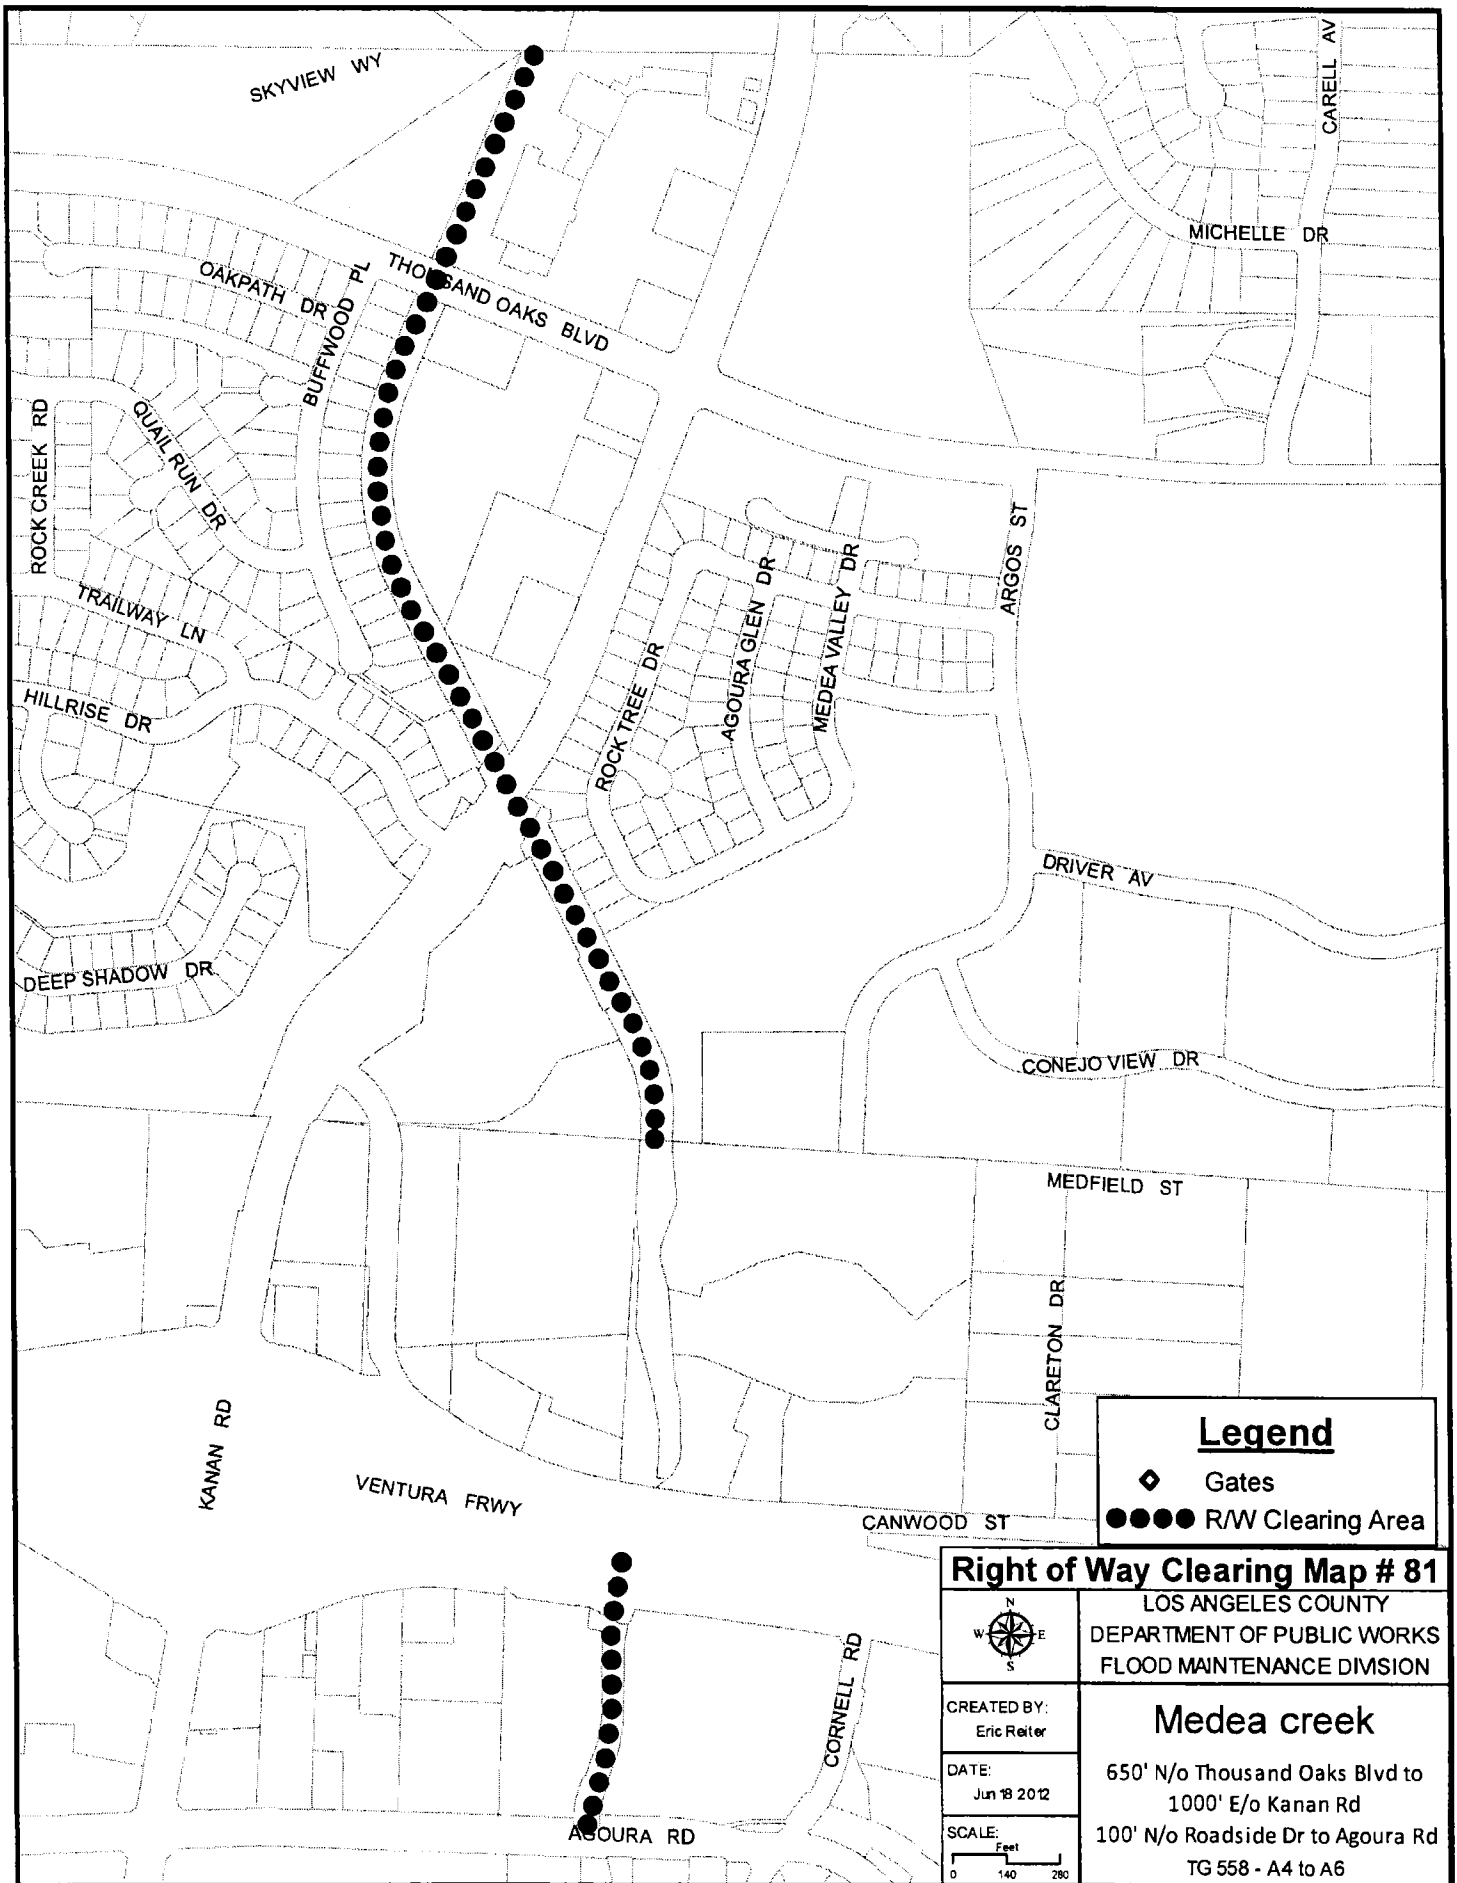 SKYVIEW WY
CARELL AV
MICHELLE DR
THOUSAND OAKS BLVD
OAKPATH DR
BUFFWOOD PL
ROCK CREEK RD
QUAIL RUN DR
TRAILWAY LN
HILLRISE DR
ARGOS ST
ROCK TREE DR
AGOURA GLEN DR
MEDEA VALLEY DR
DRIVER AV
DEEP SHADOW DR
CONEJO VIEW DR
MEDFIELD ST
CLARETON DR
KANAN RD
VENTURA FRWY
CANWOOD ST
CORNELL RD
AGOURA RD
Legend
Gates
R/W Clearing Area
Right of Way Clearing Map # 81
N
W E
S
LOS ANGELES COUNTY
DEPARTMENT OF PUBLIC WORKS
FLOOD MAINTENANCE DIVISION
CREATED BY:
Eric Reiter
DATE:
Jun 18 2012
SCALE:
Feet
0 140 280
Medea creek
650' N/o Thousand Oaks Blvd to
1000' E/o Kanan Rd
100' N/o Roadside Dr to Agoura Rd
TG 558 - A4 to A6